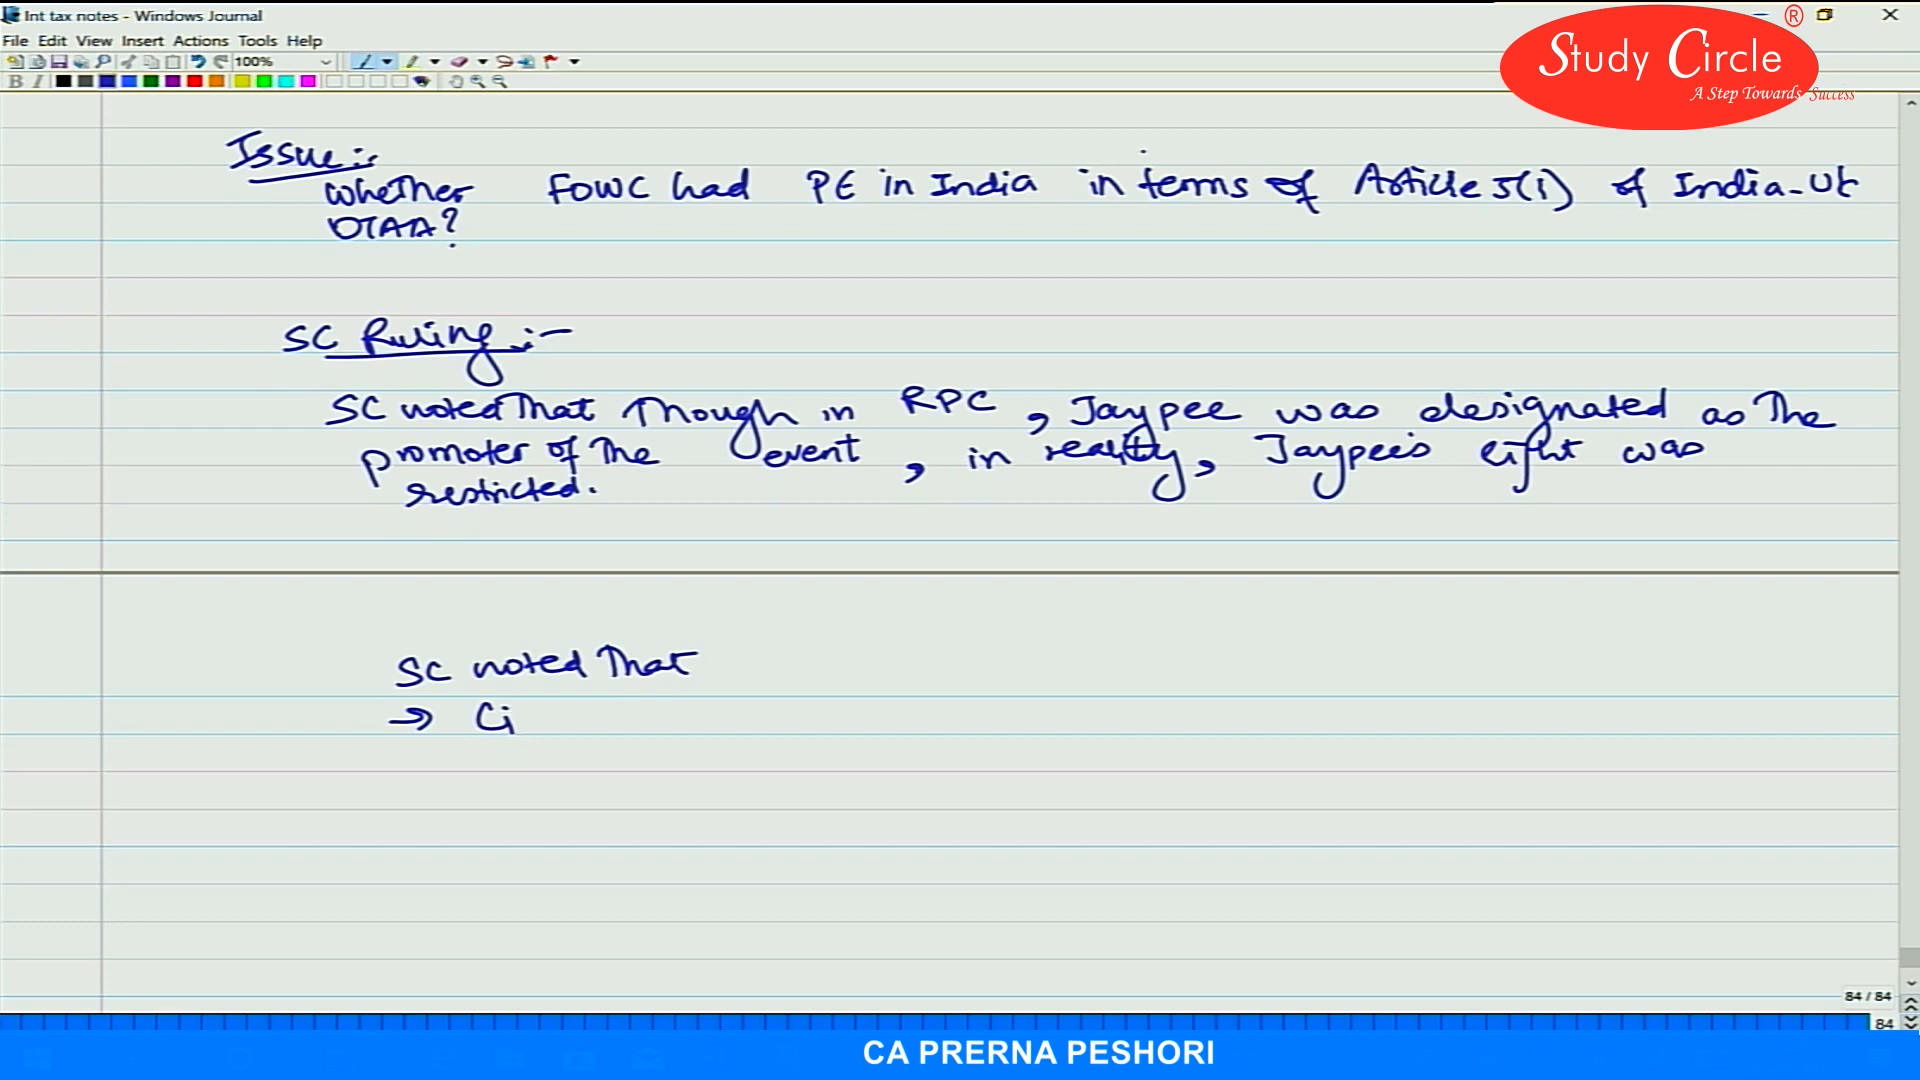 Int tax notes - Windows Journal
File Edit View Insert Actions Tools Help
100%
B I
Study Circle ®
A Step Towards Success
Issue :-
Whether FOWC had PE in India in terms of Article 5(1) of India-UK
DTAA?
SC Ruling :-
SC noted that Though in RPC, Jaypee was designated as the
promoter of the event, in reality, Jaypee's right was
restricted.
SC noted that
→ Ci
84 / 84
84
CA PRERNA PESHORI